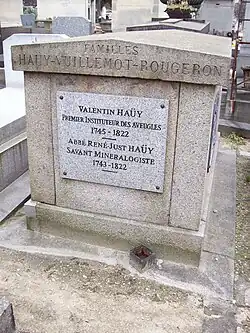 FAMILLES
HAÜY-VUILLEMOT-ROUGERON
VALENTIN HAÜY
PREMIER INSTITUTEUR DES AVEUGLES
1745 - 1822
ABBÉ RENÉ-JUST HAÜY
SAVANT MINÉRALOGISTE
1743 - 1822